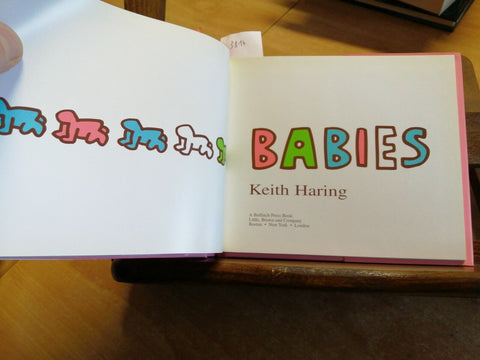 BABIES
Keith Haring
A Bulfinch Press Book
Little, Brown and Company
Boston • New York • London